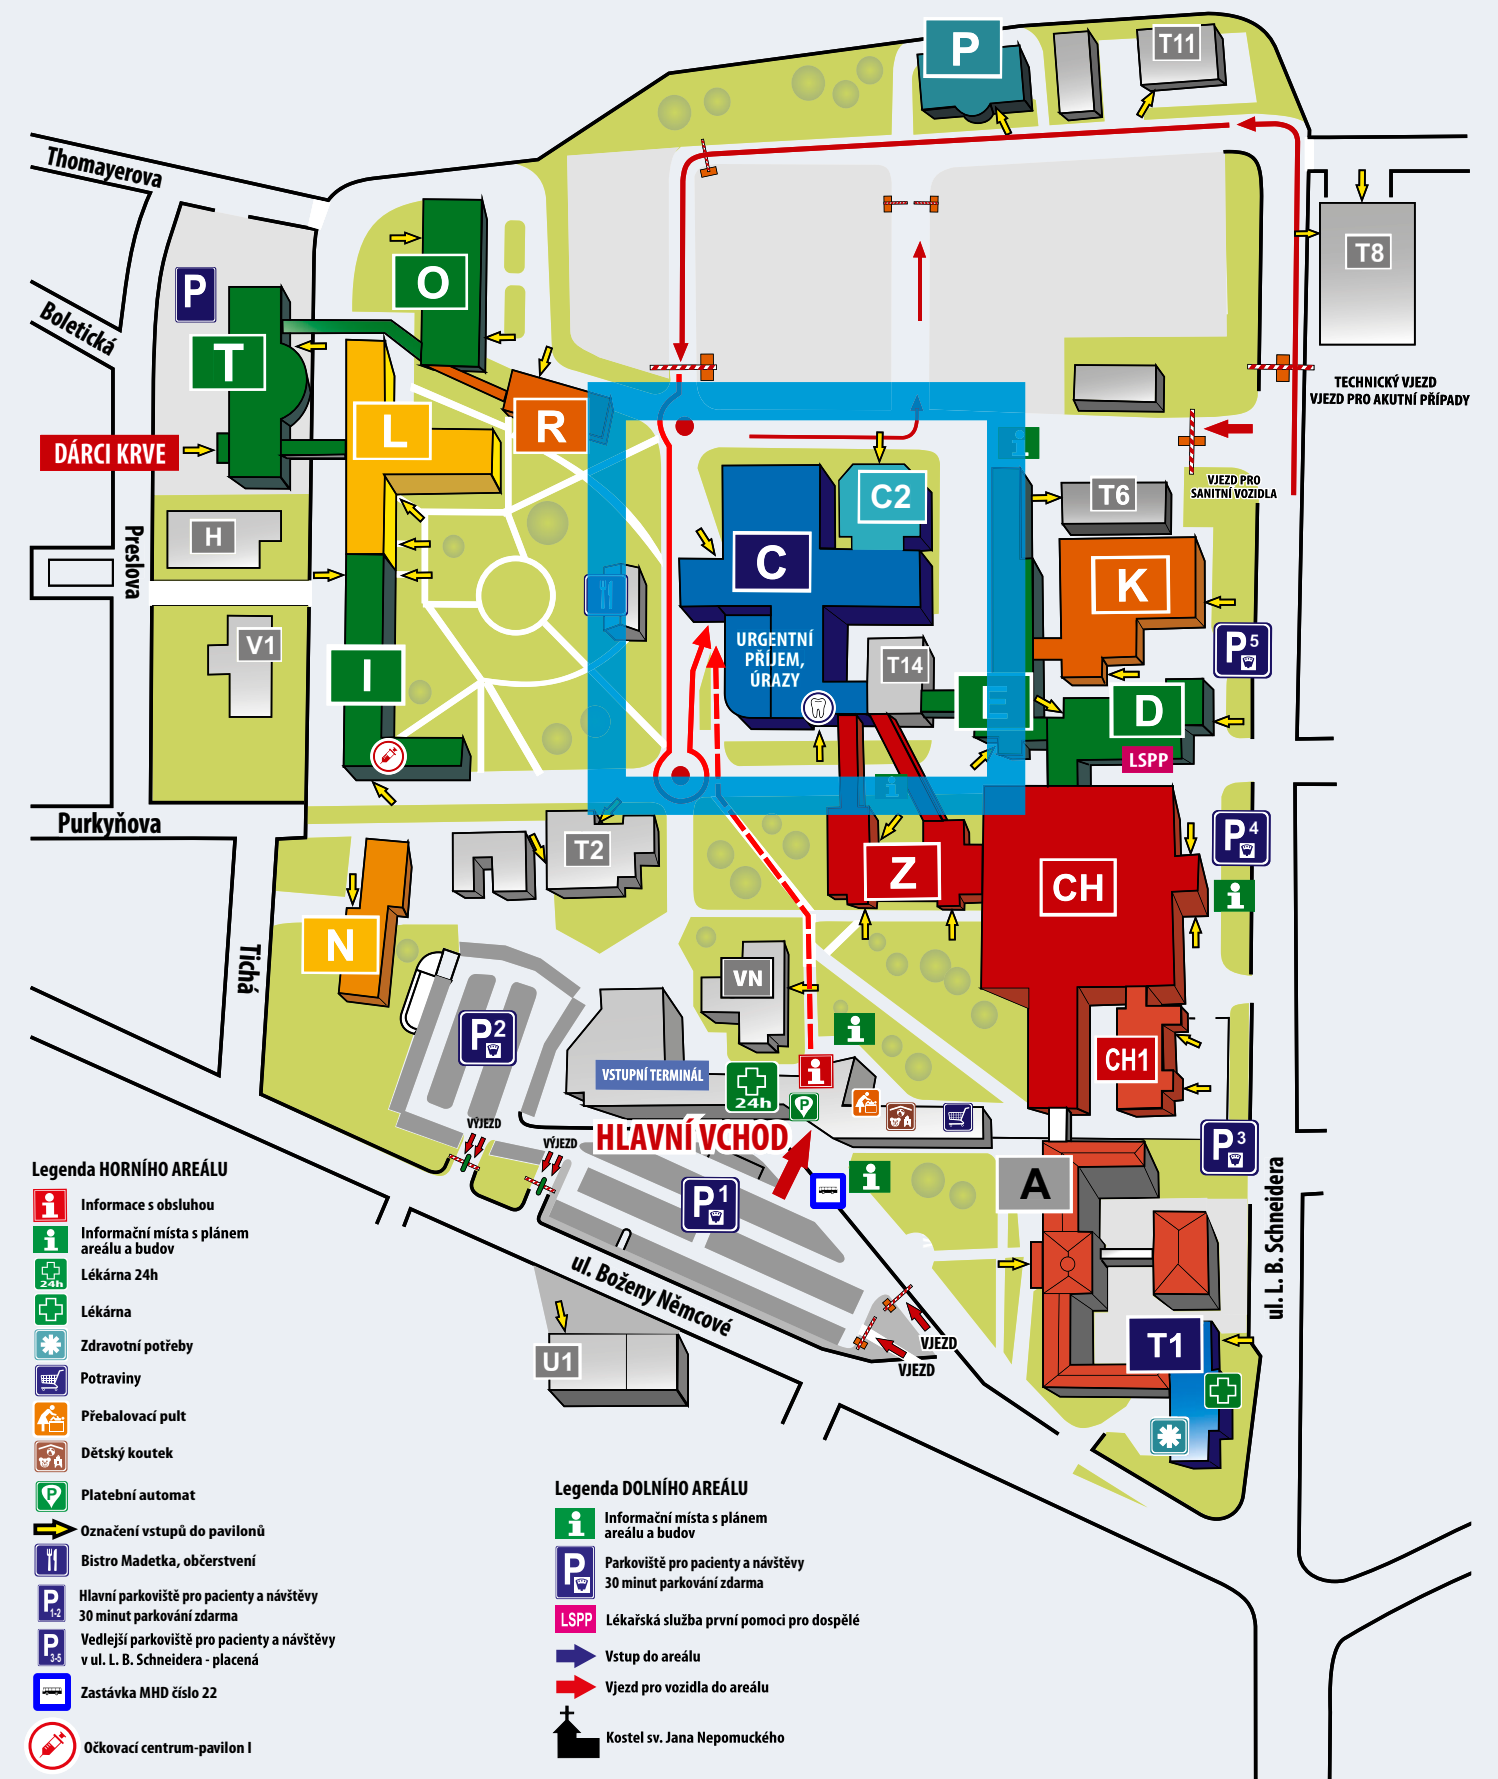 P
T11
Thomayerova
T8
O
P
Boletická
T
TECHNICKÝ VJEZD
VJEZD PRO AKUTNÍ PŘÍPADY
L
R
DÁRCI KRVE
i
VJEZD PRO
SANITNÍ VOZIDLA
C2
T6
H
Preslova
C
K
V1
URGENTNÍ
PŘÍJEM,
ÚRAZY
P5
T14
I
E
D
LSPP
i
Purkyňova
P4
T2
Z
CH
i
N
Tichá
VN
P2
i
CH1
VSTUPNÍ TERMINÁL
24h
i
P
VÝJEZD
VÝJEZD
HLAVNÍ VCHOD
P3
i
A
P1
ul. L. B. Schneidera
ul. Boženy Němcové
VJEZD
VJEZD
T1
U1
Legenda HORNÍHO AREÁLU
i Informace s obsluhou
i Informační místa s plánem
areálu a budov
24h Lékárna 24h
Lékárna
Zdravotní potřeby
Potraviny
Přebalovací pult
Dětský koutek
P Platební automat
Označení vstupů do pavilonů
Bistro Madetka, občerstvení
P 1-2 Hlavní parkoviště pro pacienty a návštěvy
30 minut parkování zdarma
P 3-5 Vedlejší parkoviště pro pacienty a návštěvy
v ul. L. B. Schneidera - placená
Zastávka MHD číslo 22
Očkovací centrum-pavilon I
Legenda DOLNÍHO AREÁLU
i Informační místa s plánem
areálu a budov
P Parkoviště pro pacienty a návštěvy
30 minut parkování zdarma
LSPP Lékařská služba první pomoci pro dospělé
Vstup do areálu
Vjezd pro vozidla do areálu
Kostel sv. Jana Nepomuckého